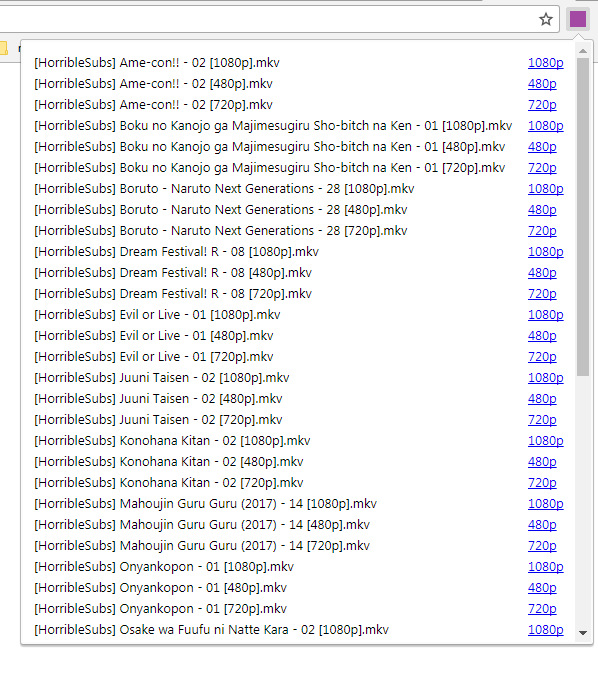 [HorribleSubs] Ame-con!! - 02 [1080p].mkv 1080p
[HorribleSubs] Ame-con!! - 02 [480p].mkv 480p
[HorribleSubs] Ame-con!! - 02 [720p].mkv 720p
[HorribleSubs] Boku no Kanojo ga Majimesugiru Sho-bitch na Ken - 01 [1080p].mkv 1080p
[HorribleSubs] Boku no Kanojo ga Majimesugiru Sho-bitch na Ken - 01 [480p].mkv 480p
[HorribleSubs] Boku no Kanojo ga Majimesugiru Sho-bitch na Ken - 01 [720p].mkv 720p
[HorribleSubs] Boruto - Naruto Next Generations - 28 [1080p].mkv 1080p
[HorribleSubs] Boruto - Naruto Next Generations - 28 [480p].mkv 480p
[HorribleSubs] Boruto - Naruto Next Generations - 28 [720p].mkv 720p
[HorribleSubs] Dream Festival! R - 08 [1080p].mkv 1080p
[HorribleSubs] Dream Festival! R - 08 [480p].mkv 480p
[HorribleSubs] Dream Festival! R - 08 [720p].mkv 720p
[HorribleSubs] Evil or Live - 01 [1080p].mkv 1080p
[HorribleSubs] Evil or Live - 01 [480p].mkv 480p
[HorribleSubs] Evil or Live - 01 [720p].mkv 720p
[HorribleSubs] Juuni Taisen - 02 [1080p].mkv 1080p
[HorribleSubs] Juuni Taisen - 02 [480p].mkv 480p
[HorribleSubs] Juuni Taisen - 02 [720p].mkv 720p
[HorribleSubs] Konohana Kitan - 02 [1080p].mkv 1080p
[HorribleSubs] Konohana Kitan - 02 [480p].mkv 480p
[HorribleSubs] Konohana Kitan - 02 [720p].mkv 720p
[HorribleSubs] Mahoujin Guru Guru (2017) - 14 [1080p].mkv 1080p
[HorribleSubs] Mahoujin Guru Guru (2017) - 14 [480p].mkv 480p
[HorribleSubs] Mahoujin Guru Guru (2017) - 14 [720p].mkv 720p
[HorribleSubs] Onyankopon - 01 [1080p].mkv 1080p
[HorribleSubs] Onyankopon - 01 [480p].mkv 480p
[HorribleSubs] Onyankopon - 01 [720p].mkv 720p
[HorribleSubs] Osake wa Fuufu ni Natte Kara - 02 [1080p].mkv 1080p